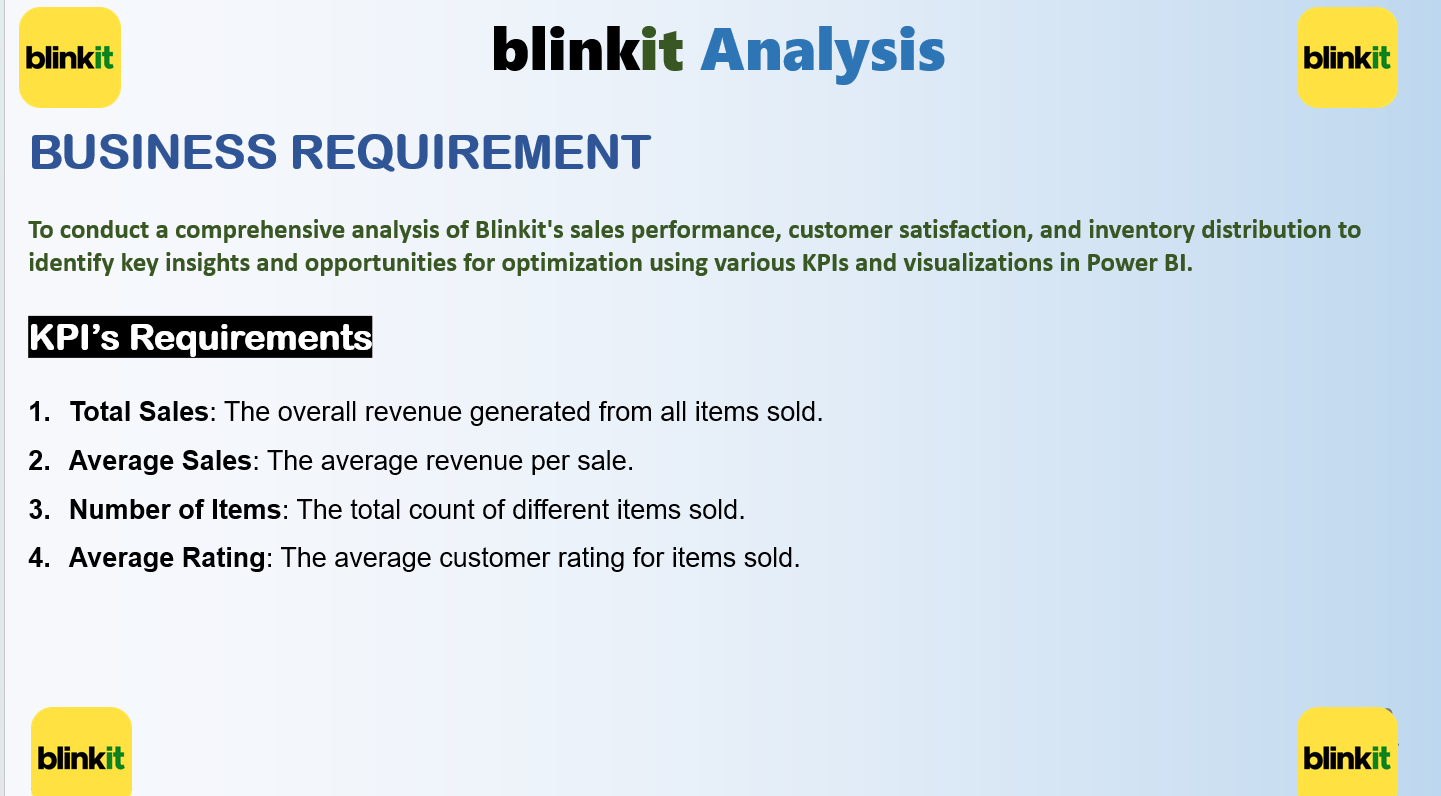 blinkit
blinkit Analysis
blinkit
BUSINESS REQUIREMENT
To conduct a comprehensive analysis of Blinkit's sales performance, customer satisfaction, and inventory distribution to
identify key insights and opportunities for optimization using various KPIs and visualizations in Power BI.
KPI’s Requirements
1. Total Sales: The overall revenue generated from all items sold.
2. Average Sales: The average revenue per sale.
3. Number of Items: The total count of different items sold.
4. Average Rating: The average customer rating for items sold.
blinkit
blinkit